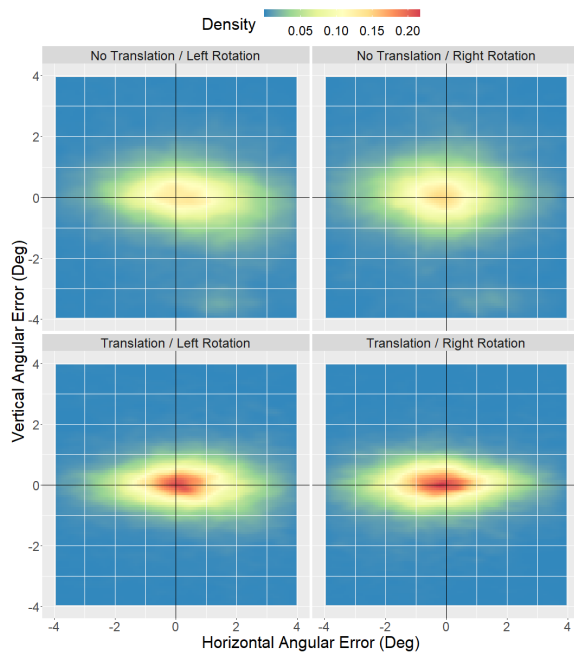 Density
0.05 0.10 0.15 0.20
No Translation / Left Rotation No Translation / Right Rotation
4
2
0
-2
-4
Translation / Left Rotation Translation / Right Rotation
4
2
0
-2
-4
Vertical Angular Error (Deg)
-4 -2 0 2 4 -4 -2 0 2 4
Horizontal Angular Error (Deg)